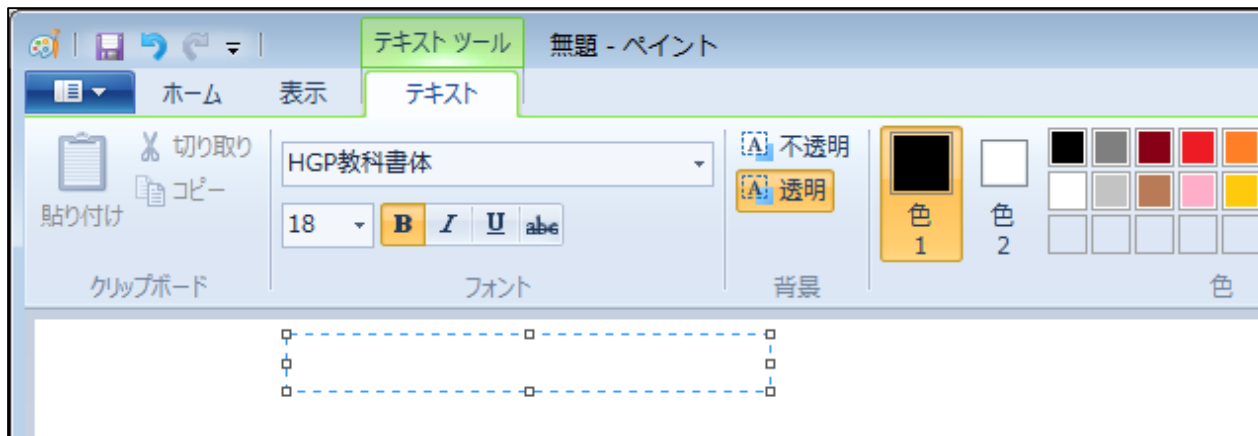 テキスト ツール 無題 - ペイント
ホーム 表示 テキスト
切り取り
コピー
貼り付け
クリップボード
HGP教科書体
18 B I U abc
フォント
A 不透明
A 透明
背景
色
1
色
2
色